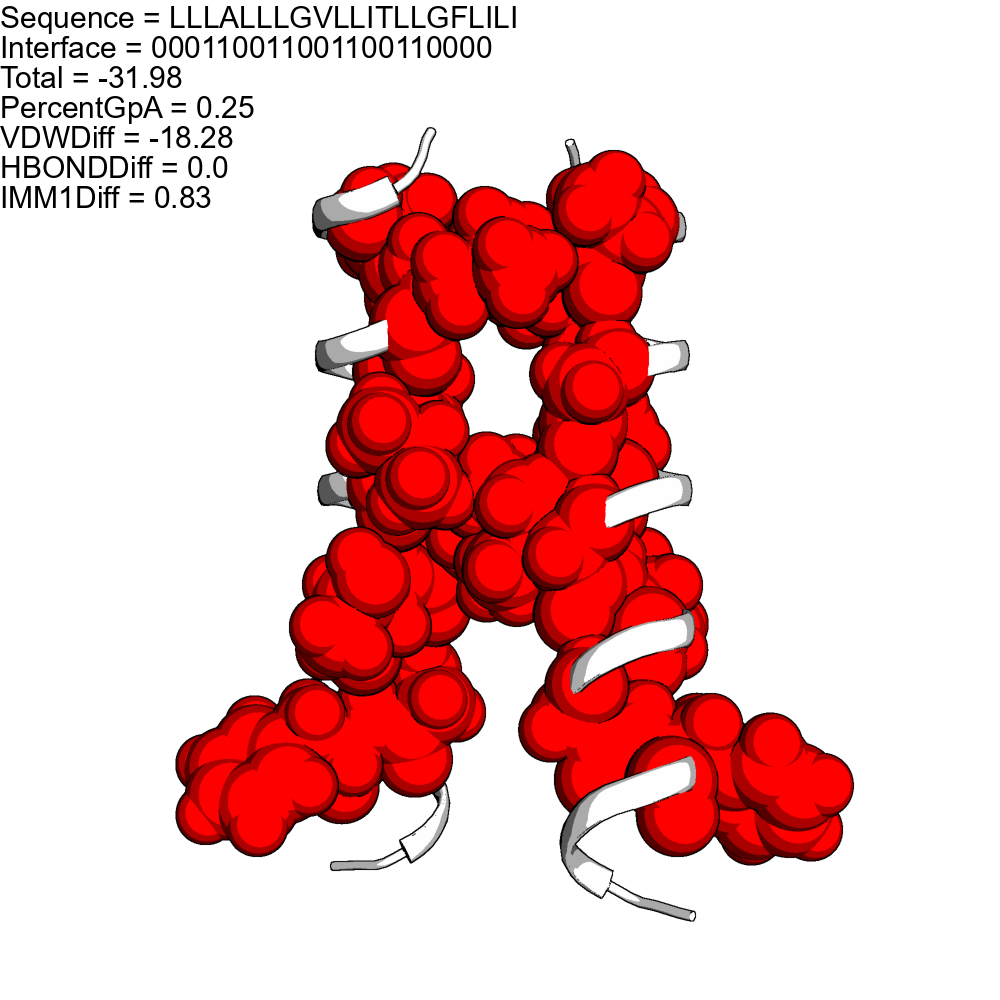 Sequence = LLLALLLGVLLITLLGFLILI
Interface = 000110011001100110000
Total = -31.98
PercentGpA = 0.25
VDWDiff = -18.28
HBONDDiff = 0.0
IMM1Diff = 0.83